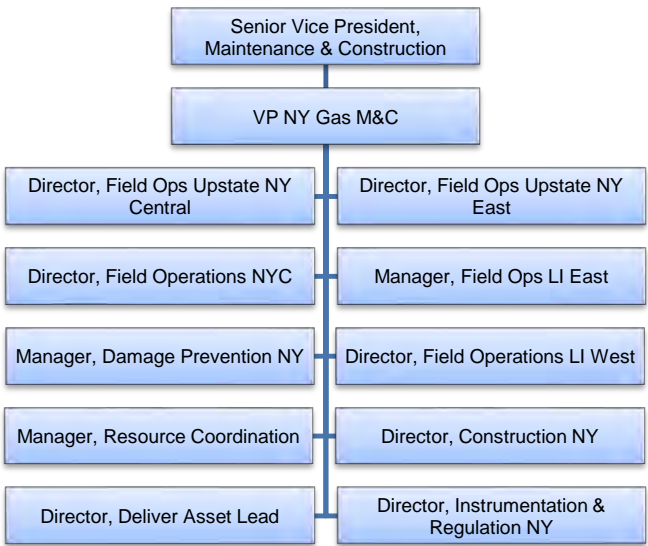 Senior Vice President,
Maintenance & Construction
VP NY Gas M&C
Director, Field Ops Upstate NY
Central
Director, Field Ops Upstate NY
East
Director, Field Operations NYC
Manager, Field Ops LI East
Manager, Damage Prevention NY
Director, Field Operations LI West
Manager, Resource Coordination
Director, Construction NY
Director, Deliver Asset Lead
Director, Instrumentation &
Regulation NY